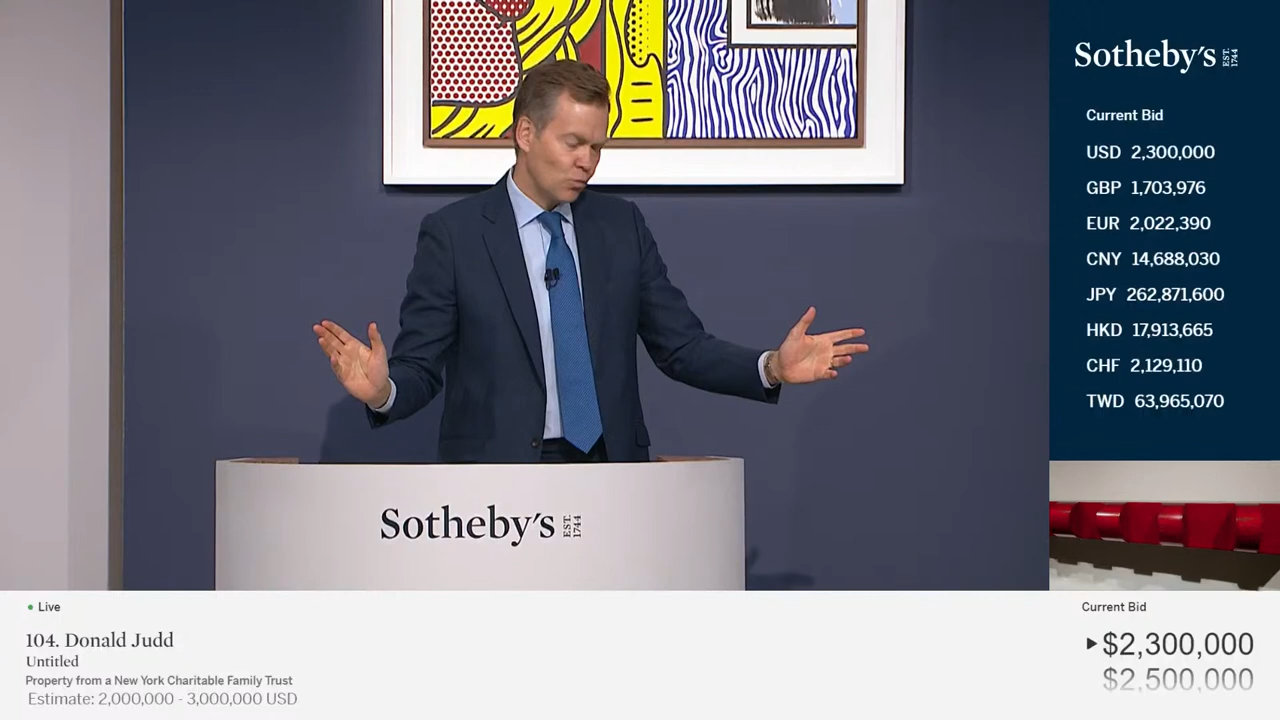 Sotheby's EST. 1744
Current Bid
USD 2,300,000
GBP 1,703,976
EUR 2,022,390
CNY 14,688,030
JPY 262,871,600
HKD 17,913,665
CHF 2,129,110
TWD 63,965,070
Sotheby's EST. 1744
Live
104. Donald Judd
Untitled
Property from a New York Charitable Family Trust
Estimate: 2,000,000 - 3,000,000 USD
Current Bid
$2,300,000
$2,500,000